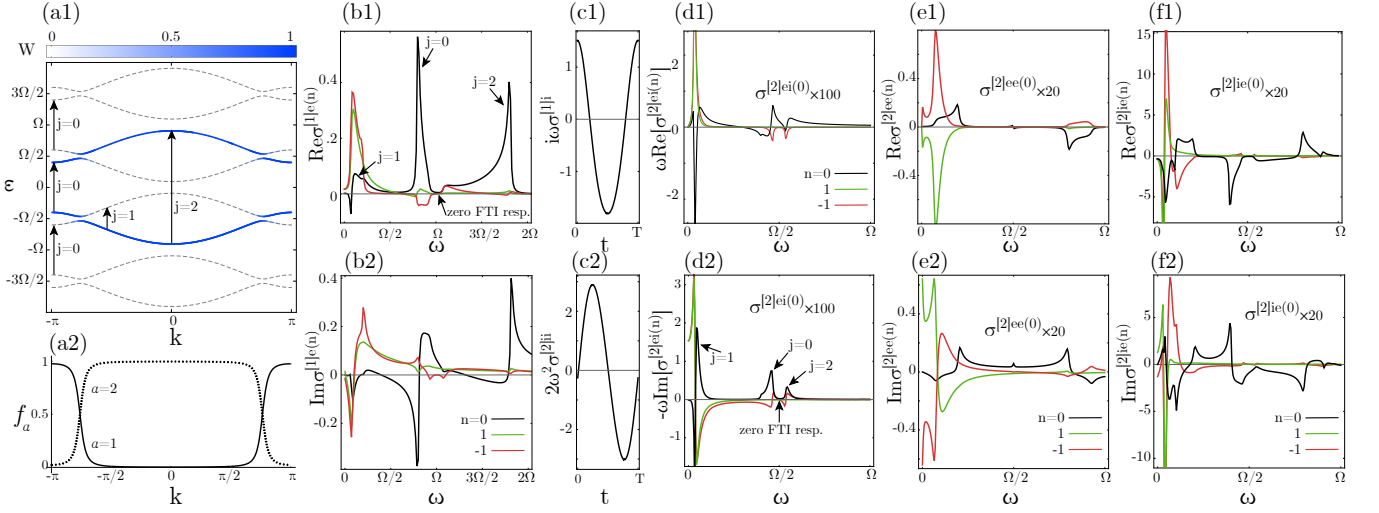 (a1)
W 0 0.5 1
3Ω/2
Ω
Ω/2
0
-Ω/2
-Ω
-3Ω/2
ε
j=0
j=0
j=0
j=1
j=2
-π 0 π
k
(a2)
1
0.5
0
f_a
a=2
a=1
-π -π/2 0 π/2 π
k
(b1)
Reσ^[1]e(n)
0.4
0.2
0
j=0
j=2
j=1
zero FTI resp.
0 Ω/2 Ω 3Ω/2 2Ω
ω
(b2)
Imσ^[1]e(n)
0.2
0
-0.2
n=0
1
-1
0 Ω/2 Ω 3Ω/2 2Ω
ω
(c1)
iωσ^[1]i
1
0
-1
0 T
t
(c2)
2ω²σ^[2]ii
2
0
-2
0 T
t
(d1)
ωRe[σ^[2]ei(n)]
2
0
-1
-2
σ^[2]ei(0)×100
n=0
1
-1
0 Ω/2 Ω
ω
(d2)
-ωIm[σ^[2]ei(n)]
3
2
1
0
-1
σ^[2]ei(0)×100
j=1
j=0
j=2
zero FTI resp.
0 Ω/2 Ω
ω
(e1)
Reσ^[2]ee(n)
0.4
0
-0.4
σ^[2]ee(0)×20
0 Ω/2 Ω
ω
(e2)
Imσ^[2]ee(n)
0.4
0
-0.4
σ^[2]ee(0)×20
n=0
1
-1
0 Ω/2 Ω
ω
(f1)
Reσ^[2]ie(n)
15
10
5
0
-5
σ^[2]ie(0)×20
0 Ω/2 Ω
ω
(f2)
Imσ^[2]ie(n)
5
0
-5
-10
σ^[2]ie(0)×20
n=0
1
-1
0 Ω/2 Ω
ω